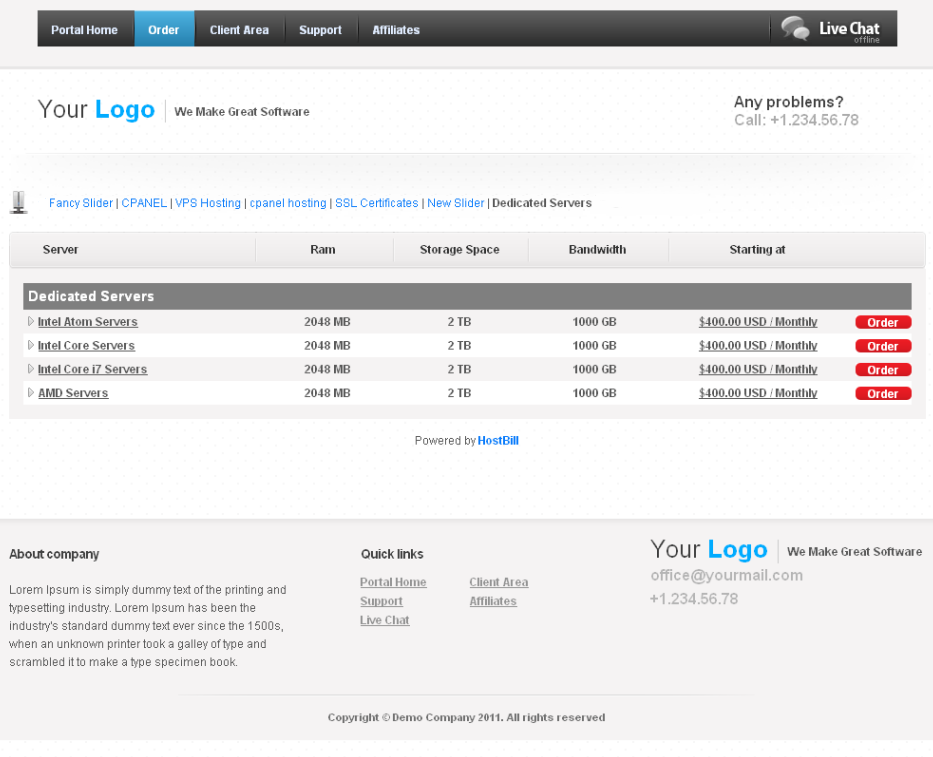 Portal Home Order Client Area Support Affiliates Live Chat
offline
Your Logo We Make Great Software
Any problems?
Call: +1.234.56.78
Fancy Slider | CPANEL | VPS Hosting | cpanel hosting | SSL Certificates | New Slider | Dedicated Servers
Server Ram Storage Space Bandwidth Starting at
Dedicated Servers
Intel Atom Servers 2048 MB 2 TB 1000 GB $400.00 USD / Monthly Order
Intel Core Servers 2048 MB 2 TB 1000 GB $400.00 USD / Monthly Order
Intel Core i7 Servers 2048 MB 2 TB 1000 GB $400.00 USD / Monthly Order
AMD Servers 2048 MB 2 TB 1000 GB $400.00 USD / Monthly Order
Powered by HostBill
About company
Lorem Ipsum is simply dummy text of the printing and
typesetting industry. Lorem Ipsum has been the
industry's standard dummy text ever since the 1500s,
when an unknown printer took a galley of type and
scrambled it to make a type specimen book.
Quick links
Portal Home Client Area
Support Affiliates
Live Chat
Your Logo We Make Great Software
office@yourmail.com
+1.234.56.78
Copyright © Demo Company 2011. All rights reserved